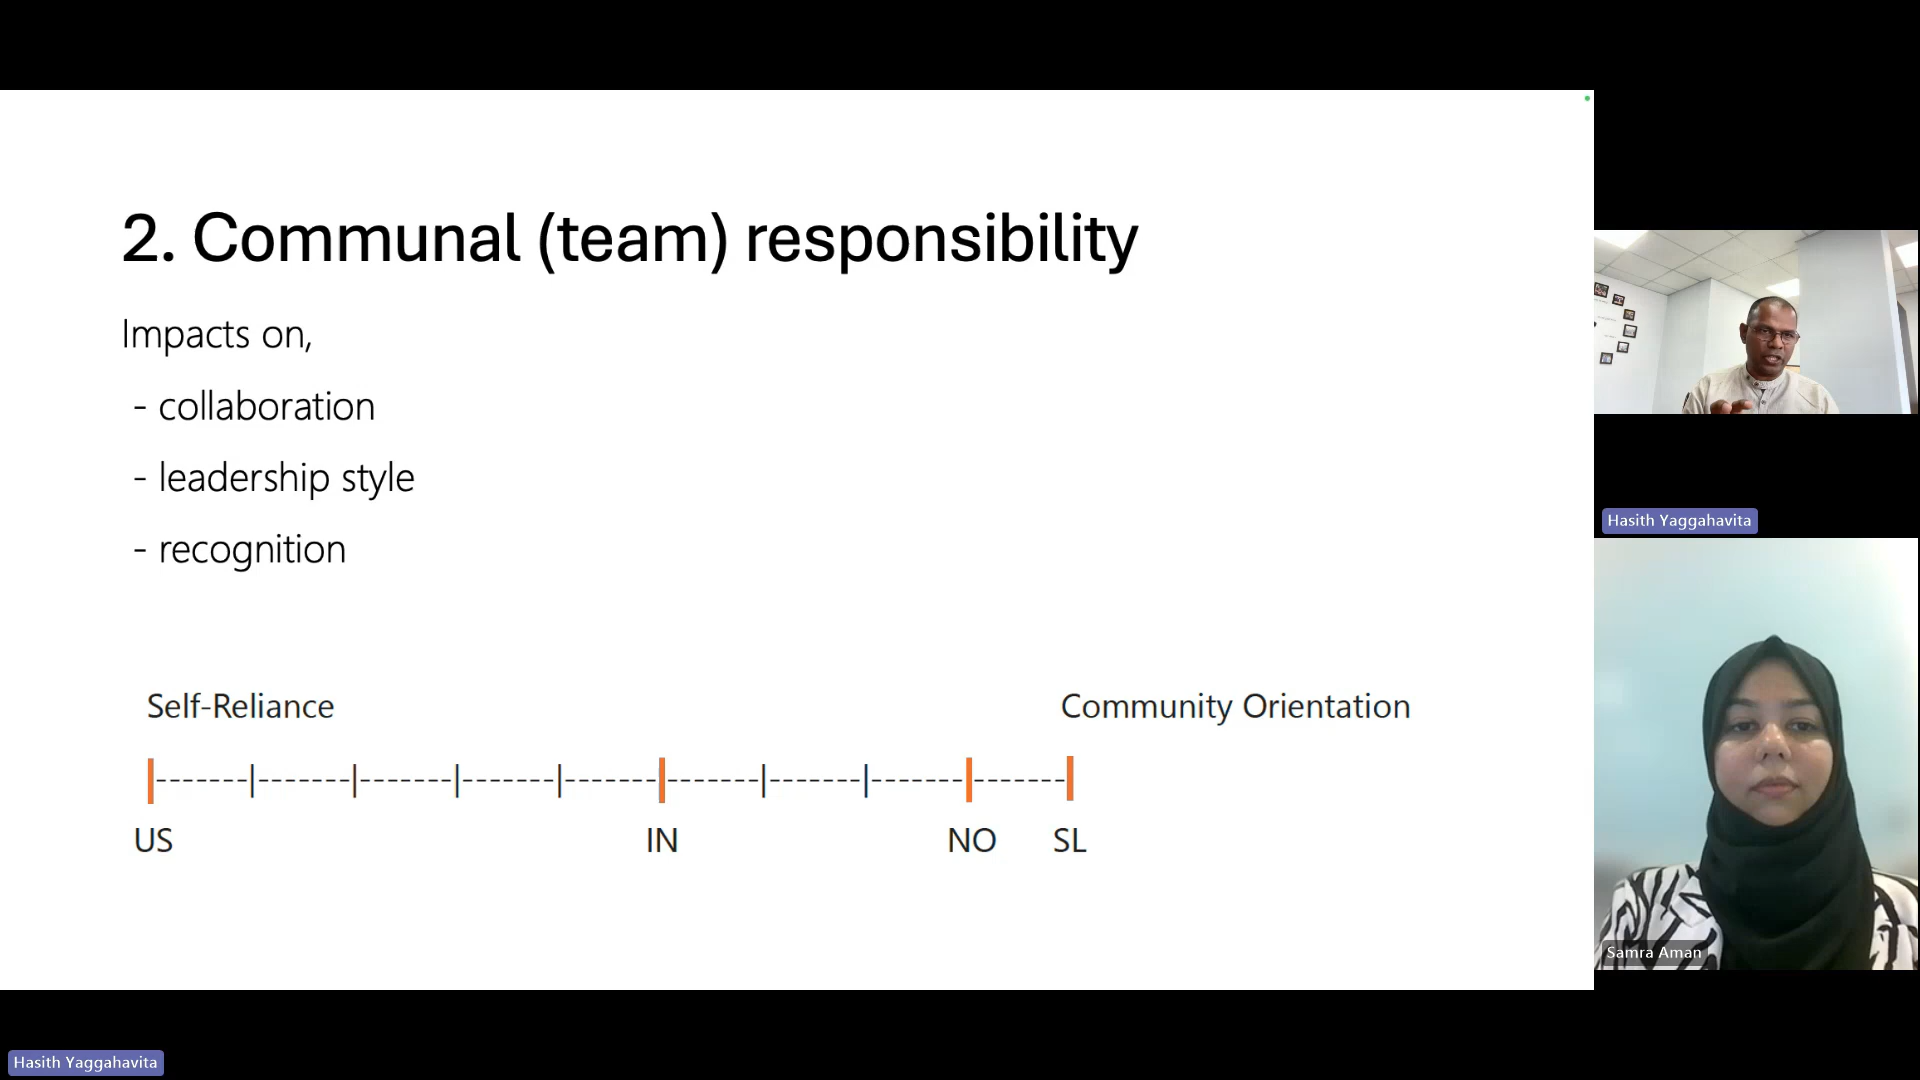 2. Communal (team) responsibility
Impacts on,
- collaboration
- leadership style
- recognition
Self-Reliance
Community Orientation
|-------|-------|-------|-------|-------|-------|-------|-------|-------|
US
IN
NO
SL
Hasith Yaggahavita
Samra Aman
Hasith Yaggahavita